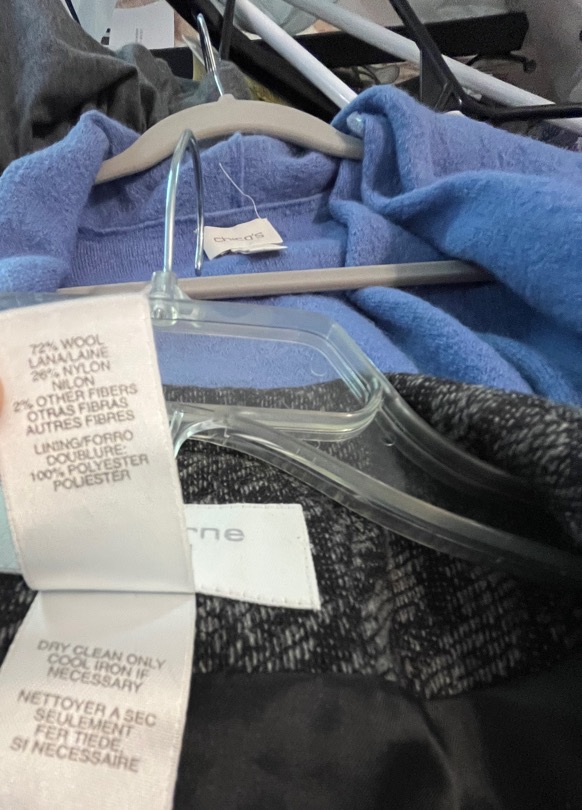 chico's
72% WOOL
LANA/LAINE
26% NYLON
NILON
2% OTHER FIBERS
OTRAS FIBRAS
AUTRES FIBRES
LINING/FORRO
DOUBLURE:
100% POLYESTER
POLIESTER
rne
DRY CLEAN ONLY
COOL IRON IF
NECESSARY
NETTOYER A SEC
SEULEMENT
FER TIEDE,
SI NECESSAIRE